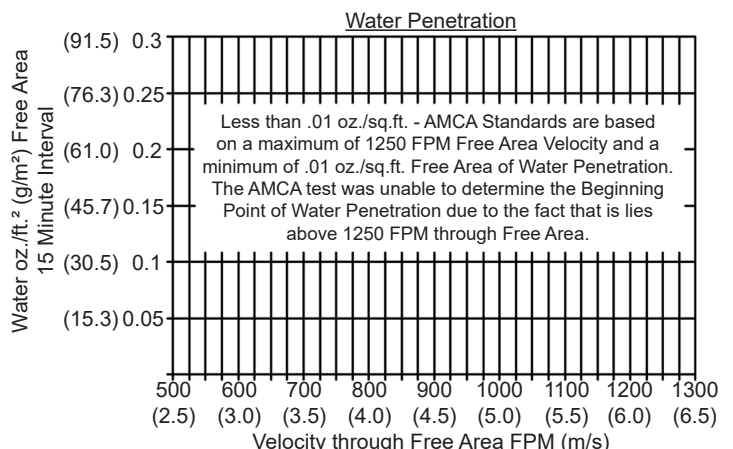 Water Penetration
Water oz./ft.² (g/m²) Free Area
15 Minute Interval
(91.5) 0.3
(76.3) 0.25
(61.0) 0.2
(45.7) 0.15
(30.5) 0.1
(15.3) 0.05
Less than .01 oz./sq.ft. - AMCA Standards are based
on a maximum of 1250 FPM Free Area Velocity and a
minimum of .01 oz./sq.ft. Free Area of Water Penetration.
The AMCA test was unable to determine the Beginning
Point of Water Penetration due to the fact that is lies
above 1250 FPM through Free Area.
500 600 700 800 900 1000 1100 1200 1300
(2.5) (3.0) (3.5) (4.0) (4.5) (5.0) (5.5) (6.0) (6.5)
Velocity through Free Area FPM (m/s)